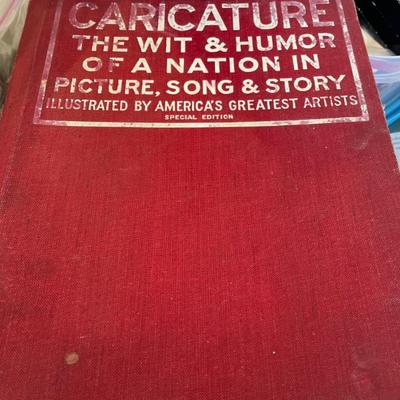 CARICATURE
THE WIT & HUMOR
OF A NATION IN
PICTURE, SONG & STORY
ILLUSTRATED BY AMERICA'S GREATEST ARTISTS
SPECIAL EDITION